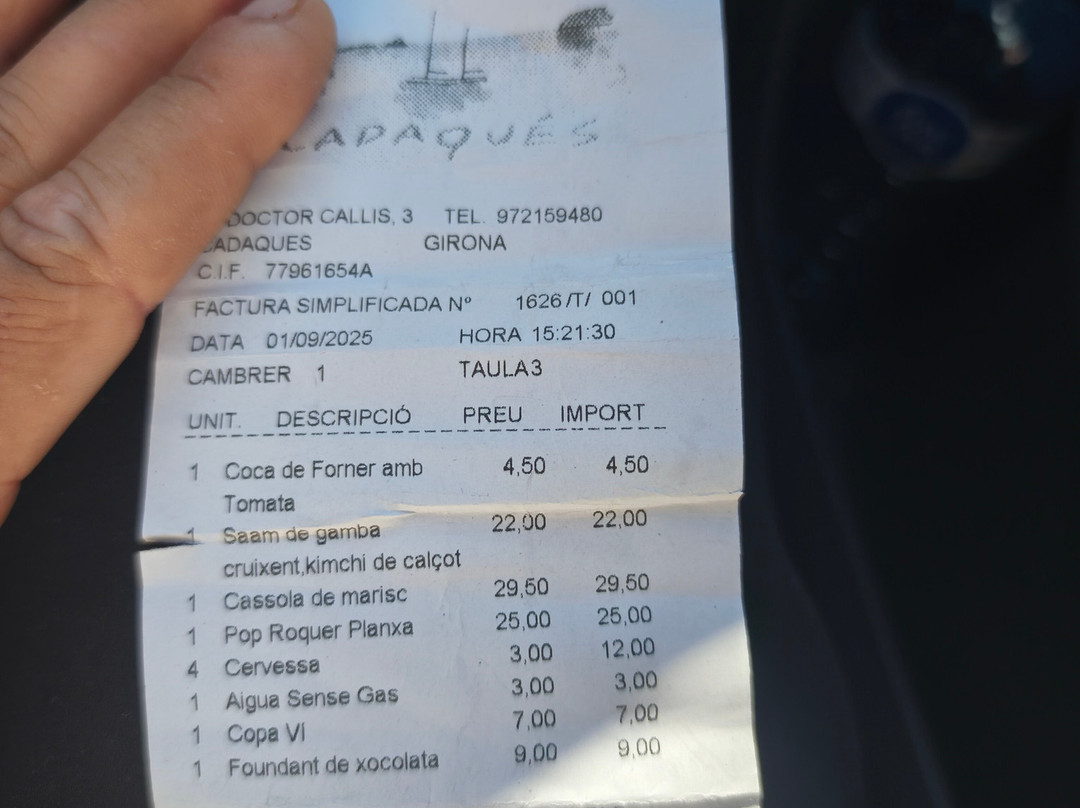 CADAQUÉS
DOCTOR CALLIS, 3 TEL. 972159480
CADAQUES GIRONA
C.I.F. 77961654A
FACTURA SIMPLIFICADA Nº 1626/T/ 001
DATA 01/09/2025 HORA 15:21:30
CAMBRER 1 TAULA3
UNIT. DESCRIPCIÓ PREU IMPORT
1 Coca de Forner amb 4,50 4,50
Tomata
1 Saam de gamba 22,00 22,00
cruixent,kimchi de calçot
1 Cassola de marisc 29,50 29,50
1 Pop Roquer Planxa 25,00 25,00
4 Cervessa 3,00 12,00
1 Aigua Sense Gas 3,00 3,00
1 Copa Ví 7,00 7,00
1 Foundant de xocolata 9,00 9,00